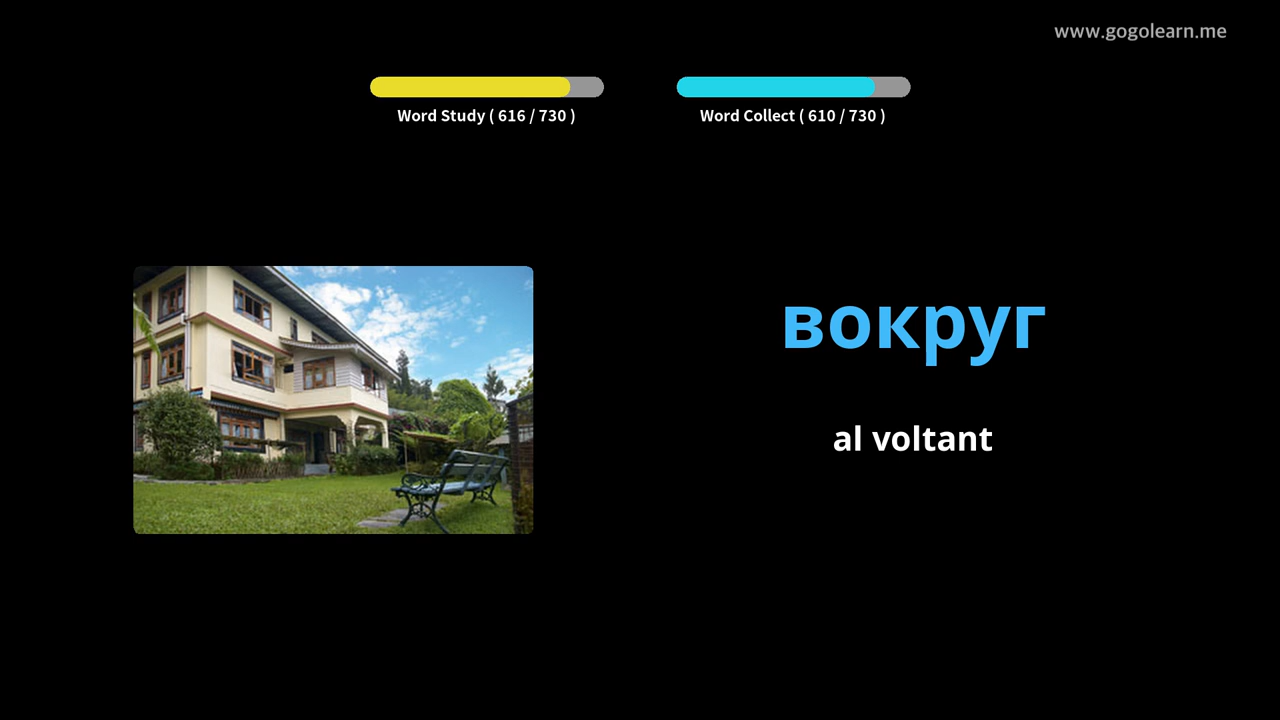 www.gogolearn.me
Word Study ( 616 / 730 )
Word Collect ( 610 / 730 )
вокруг
al voltant